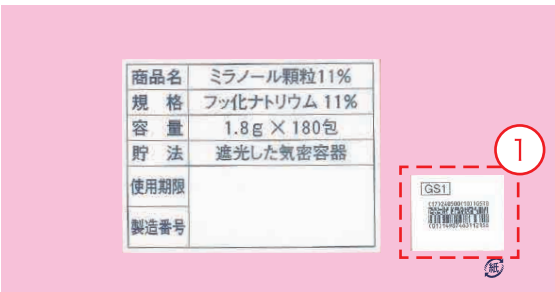 商品名 ミラノール顆粒11%
規 格 フッ化ナトリウム 11%
容 量 1.8g × 180包
貯 法 遮光した気密容器
使用期限
製造番号
1
GS1
紙